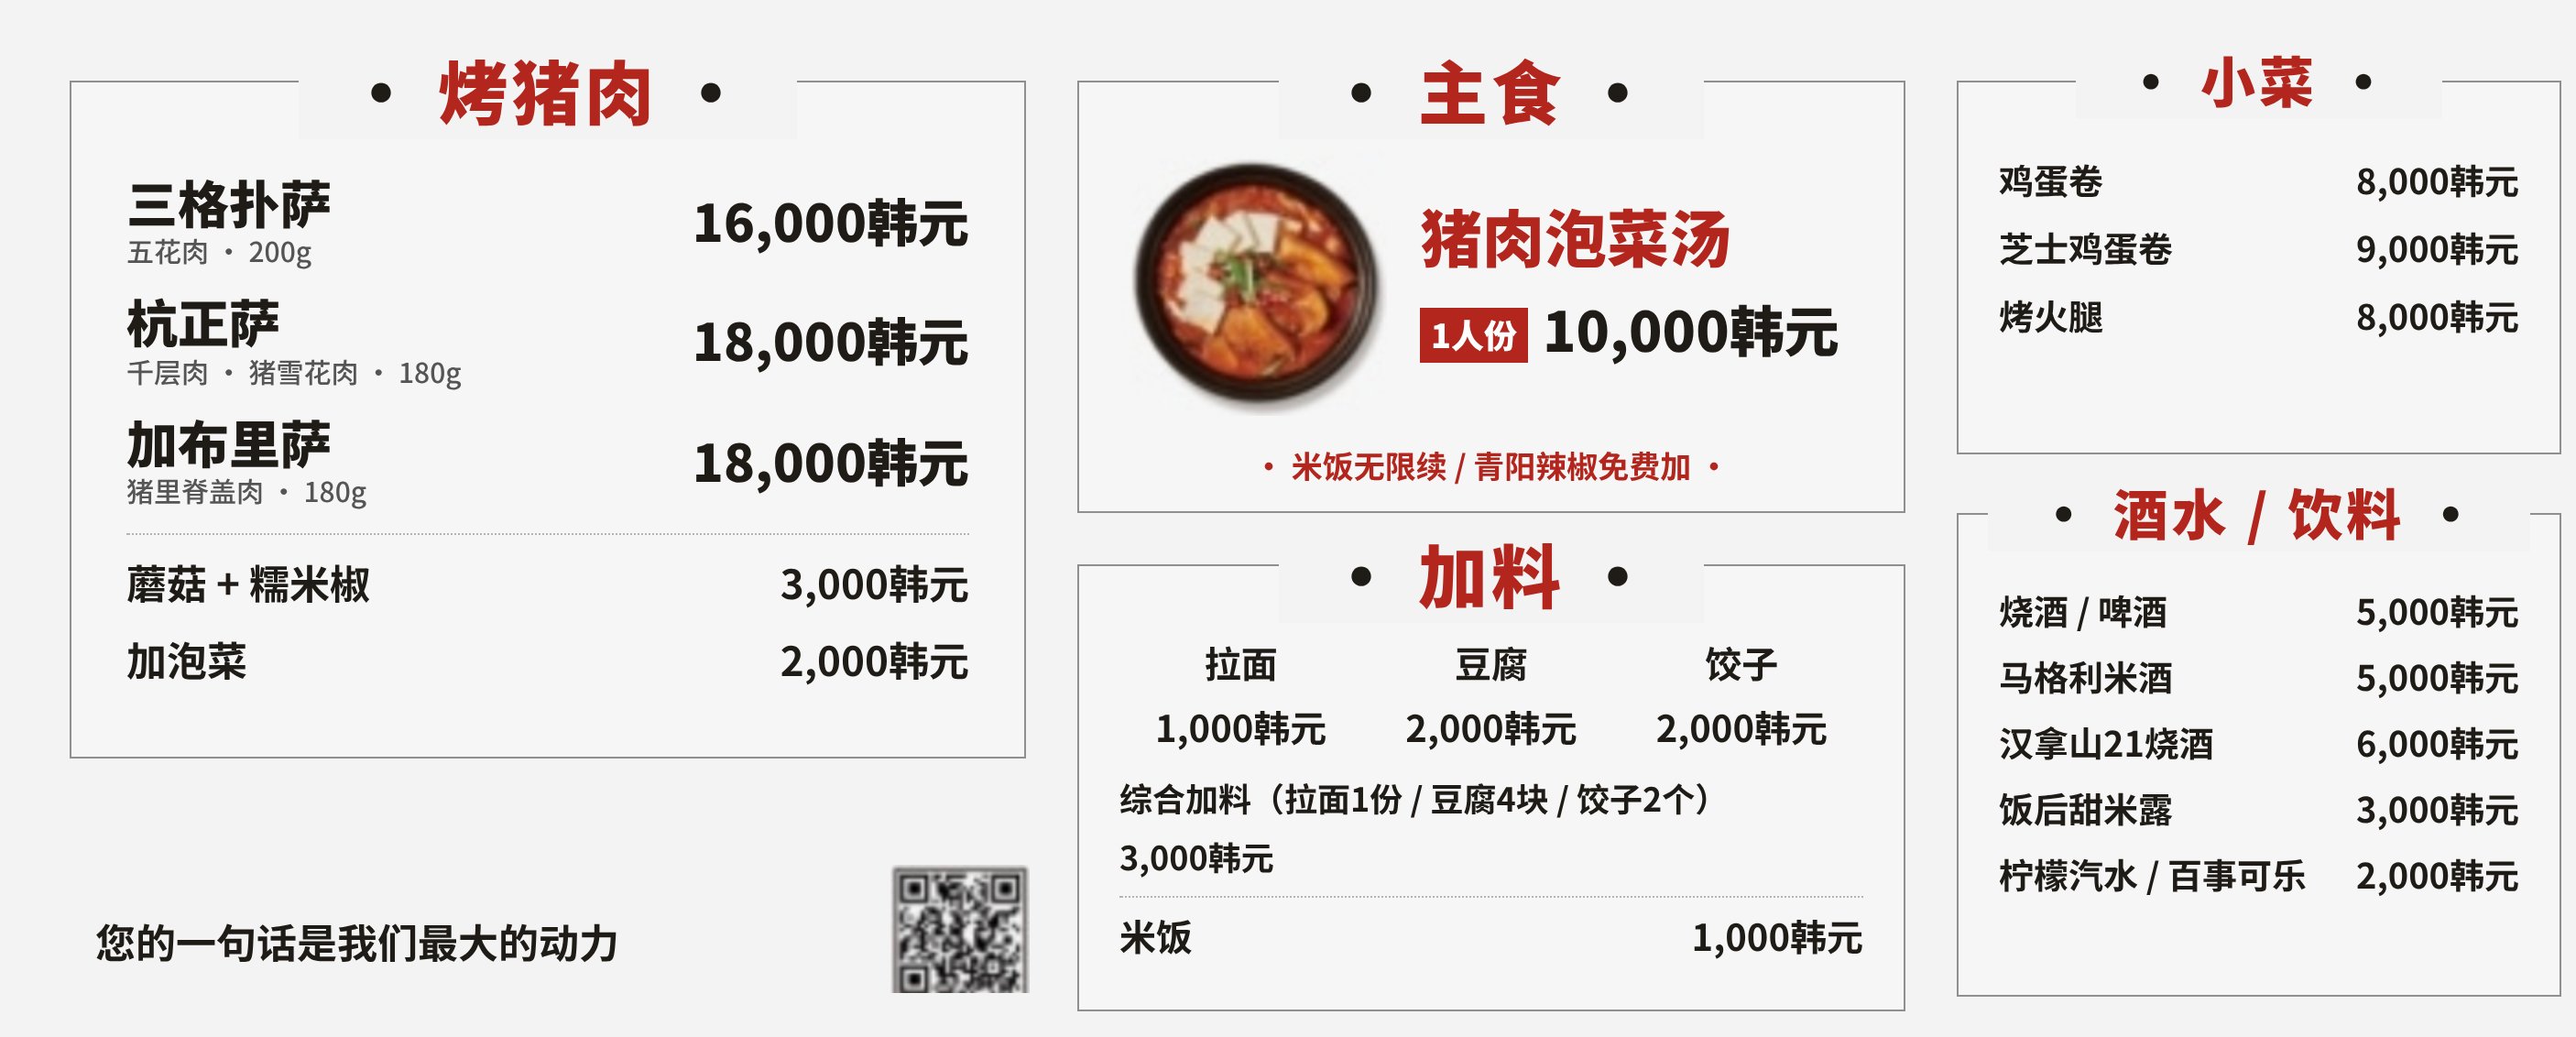 • 烤猪肉 •
三格扑萨 16,000韩元
五花肉 • 200g
杭正萨 18,000韩元
千层肉 • 猪雪花肉 • 180g
加布里萨 18,000韩元
猪里脊盖肉 • 180g
蘑菇 + 糯米椒 3,000韩元
加泡菜 2,000韩元
您的一句话是我们最大的动力
• 主食 •
猪肉泡菜汤
1人份 10,000韩元
• 米饭无限续 / 青阳辣椒免费加 •
• 加料 •
拉面 豆腐 饺子
1,000韩元 2,000韩元 2,000韩元
综合加料（拉面1份 / 豆腐4块 / 饺子2个）
3,000韩元
米饭 1,000韩元
• 小菜 •
鸡蛋卷 8,000韩元
芝士鸡蛋卷 9,000韩元
烤火腿 8,000韩元
• 酒水 / 饮料 •
烧酒 / 啤酒 5,000韩元
马格利米酒 5,000韩元
汉拿山21烧酒 6,000韩元
饭后甜米露 3,000韩元
柠檬汽水 / 百事可乐 2,000韩元